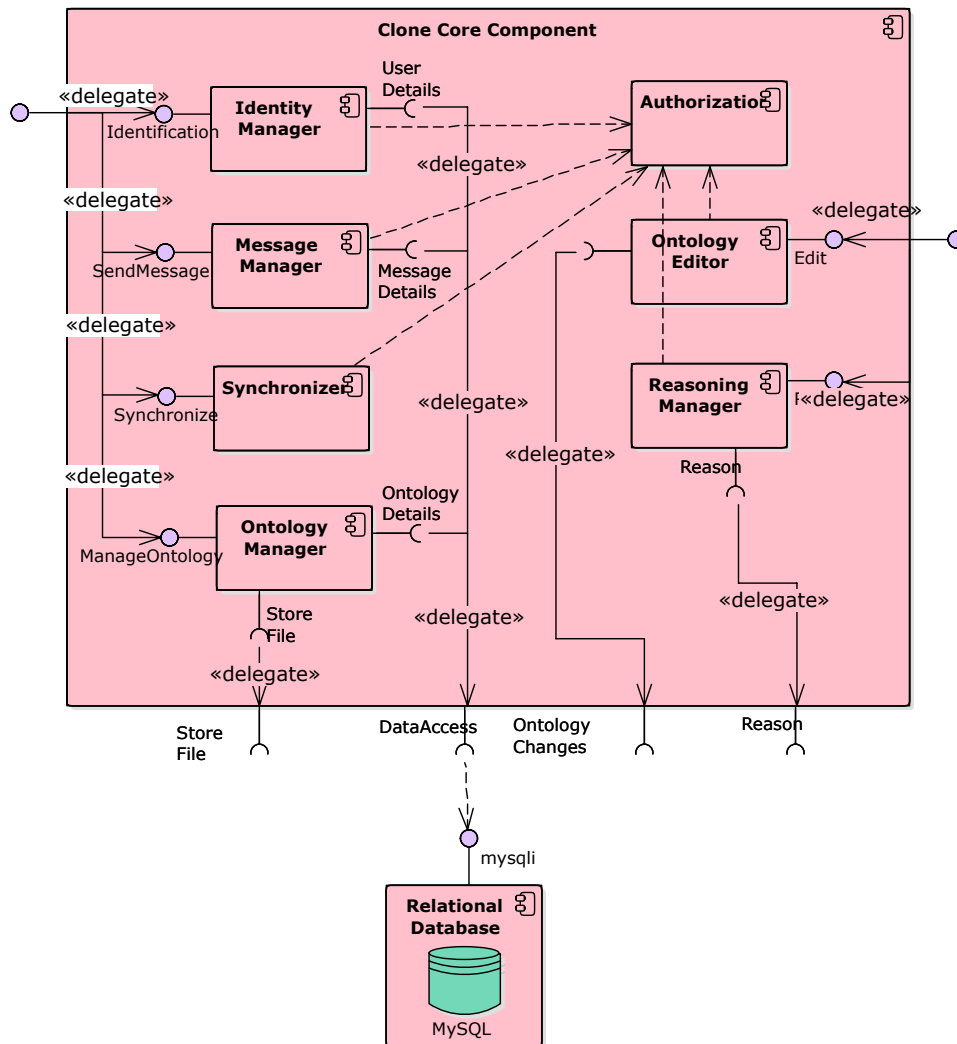 Clone Core Component
User
Details
«delegate»
Identity
Manager
Authorization
Identification
«delegate»
«delegate»
«delegate»
Message
Manager
Ontology
Editor
SendMessage
Message
Details
Edit
«delegate»
Synchronizer
Reasoning
Manager
«delegate»
«delegate»
Synchronize
«delegate»
Reason
«delegate»
Ontology
Details
Ontology
Manager
ManageOntology
Store
File
«delegate»
«delegate»
«delegate»
Store
File
DataAccess
Ontology
Changes
Reason
mysqli
Relational
Database
MySQL